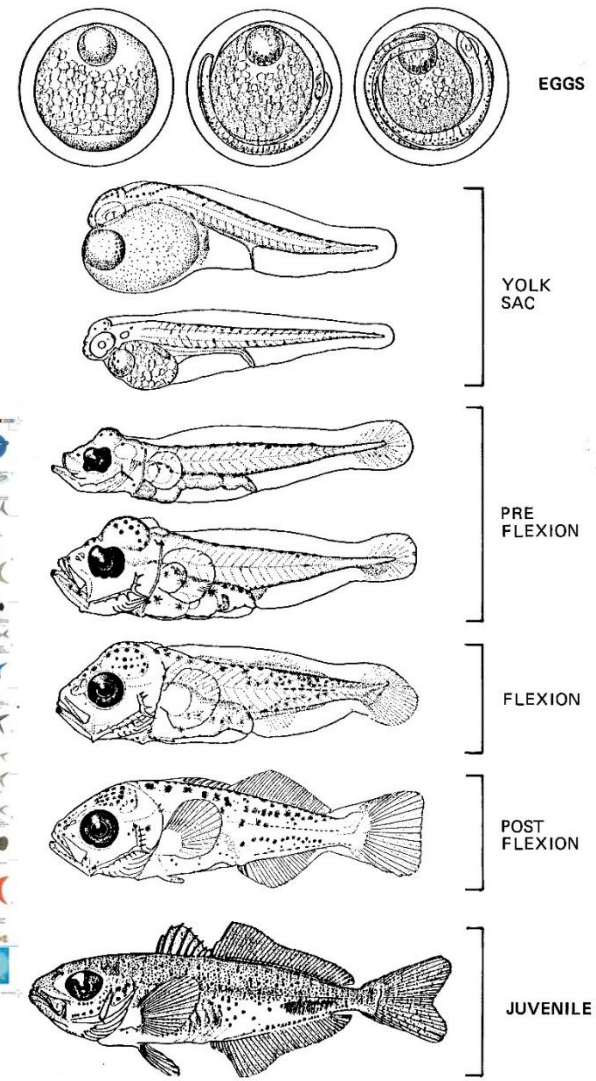 EGGS
YOLK
SAC
PRE
FLEXION
FLEXION
POST
FLEXION
JUVENILE